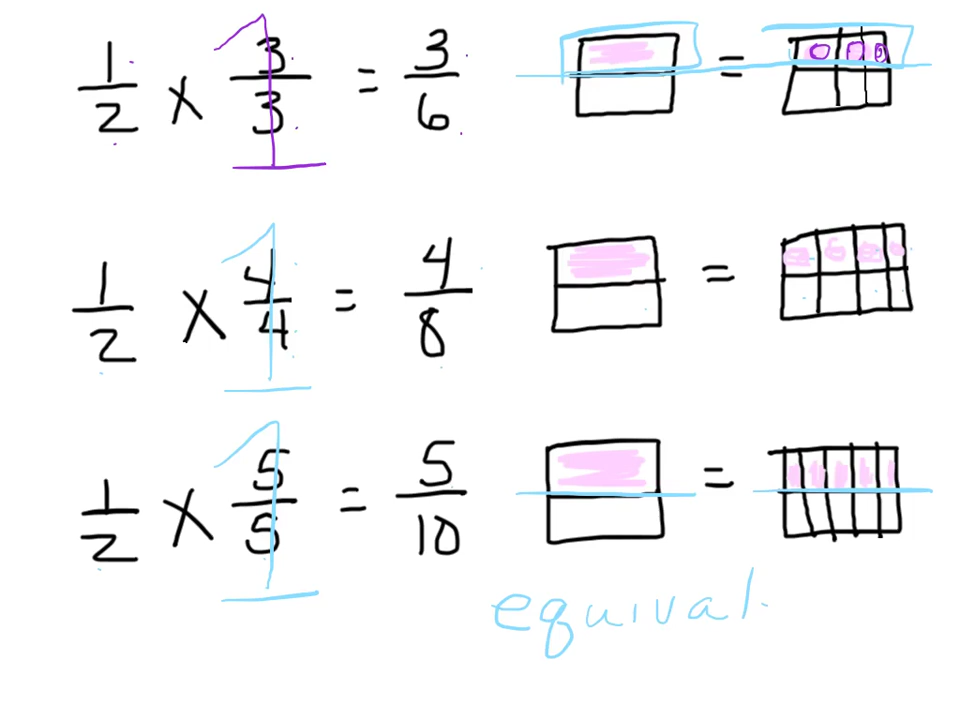 1/2 x 3/3 = 3/6 =
1/2 x 4/4 = 4/8 =
1/2 x 5/5 = 5/10 =
equival.